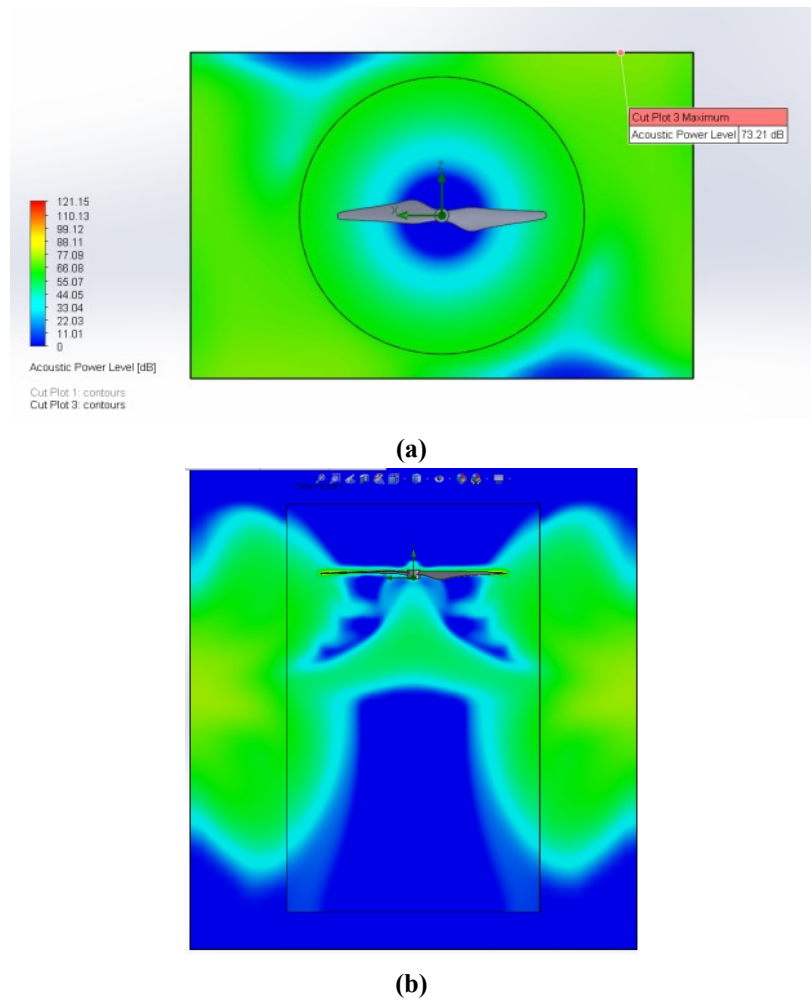 Z
X
Cut Plot 3 Maximum
Acoustic Power Level 73.21 dB
121.15
110.13
99.12
88.11
77.09
66.08
55.07
44.05
33.04
22.03
11.01
0
Acoustic Power Level [dB]
Cut Plot 1: contours
Cut Plot 3: contours
(a)
(b)